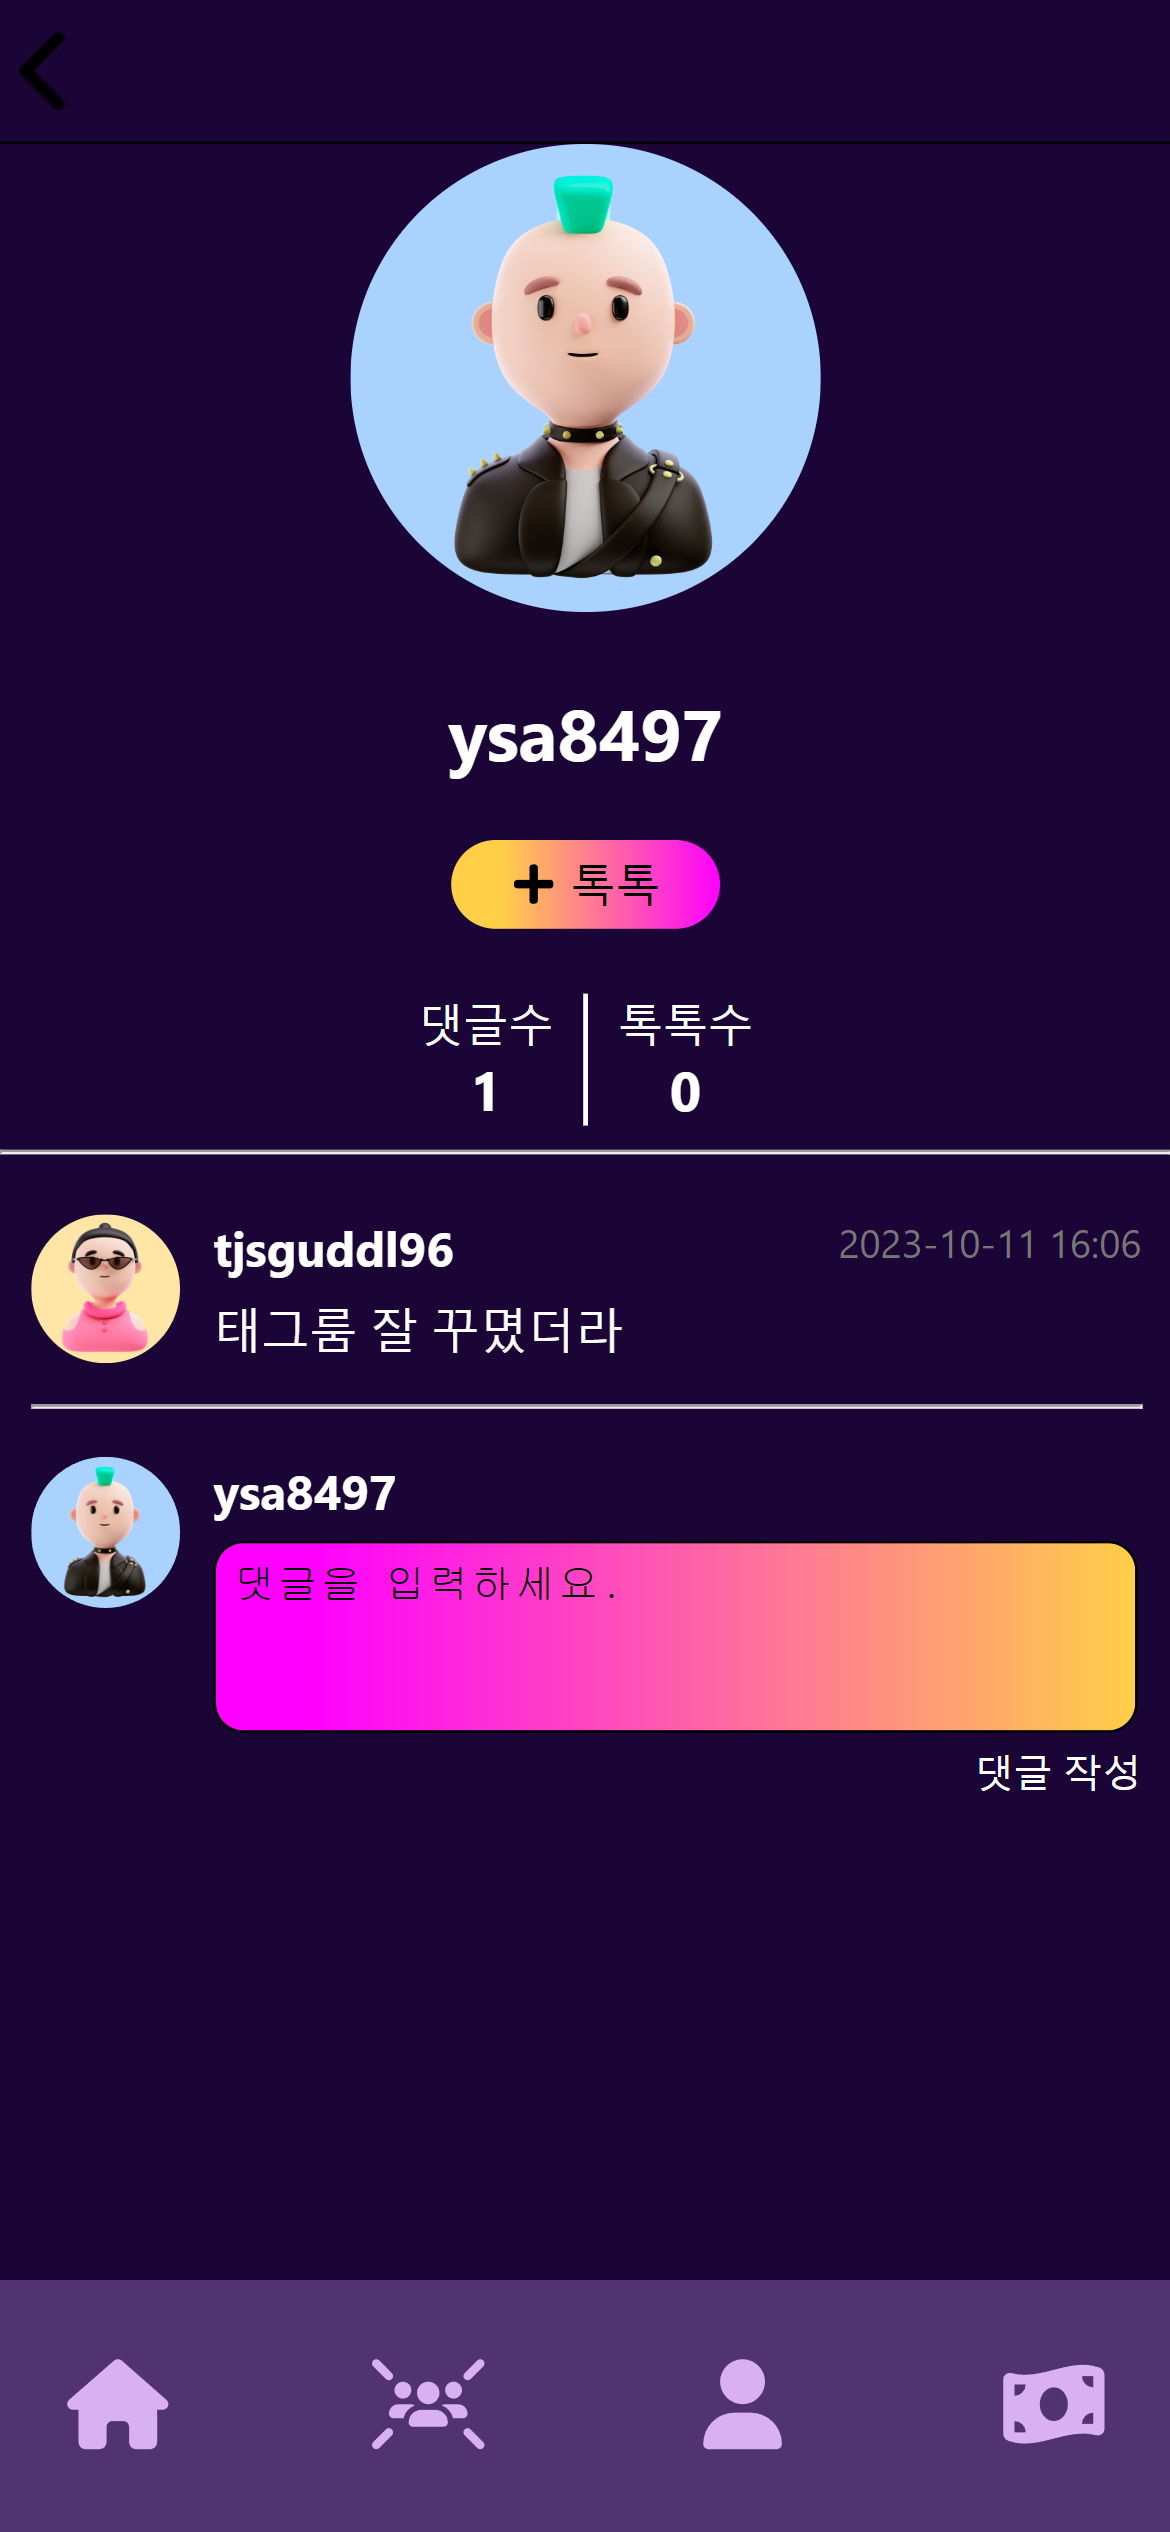 ysa8497
톡톡
댓글수 톡톡수
1 0
tjsguddl96 2023-10-11 16:06
태그룸 잘 꾸몄더라
ysa8497
댓글을 입력하세요.
댓글 작성